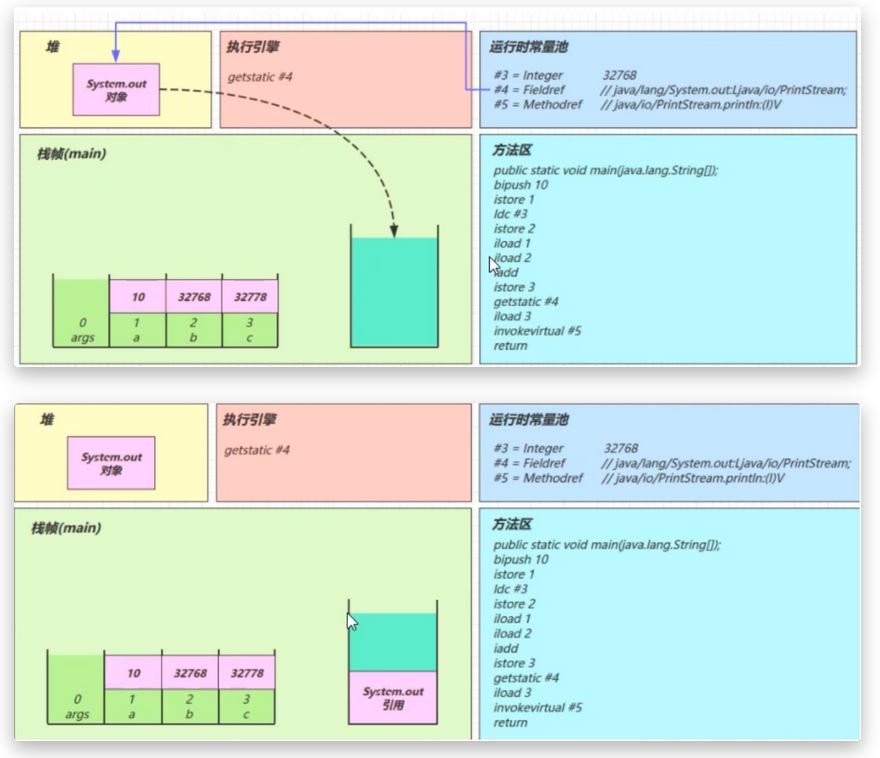 堆
System.out
对象
执行引擎
getstatic #4
运行时常量池
#3 = Integer 32768
#4 = Fieldref // java/lang/System.out:Ljava/io/PrintStream;
#5 = Methodref // java/io/PrintStream.println:(I)V
栈帧(main)
10 32768 32778
0 1 2 3
args a b c
方法区
public static void main(java.lang.String[]);
bipush 10
istore 1
ldc #3
istore 2
iload 1
iload 2
iadd
istore 3
getstatic #4
iload 3
invokevirtual #5
return
堆
System.out
对象
执行引擎
getstatic #4
运行时常量池
#3 = Integer 32768
#4 = Fieldref // java/lang/System.out:Ljava/io/PrintStream;
#5 = Methodref // java/io/PrintStream.println:(I)V
栈帧(main)
10 32768 32778
0 1 2 3
args a b c
System.out
引用
方法区
public static void main(java.lang.String[]);
bipush 10
istore 1
ldc #3
istore 2
iload 1
iload 2
iadd
istore 3
getstatic #4
iload 3
invokevirtual #5
return